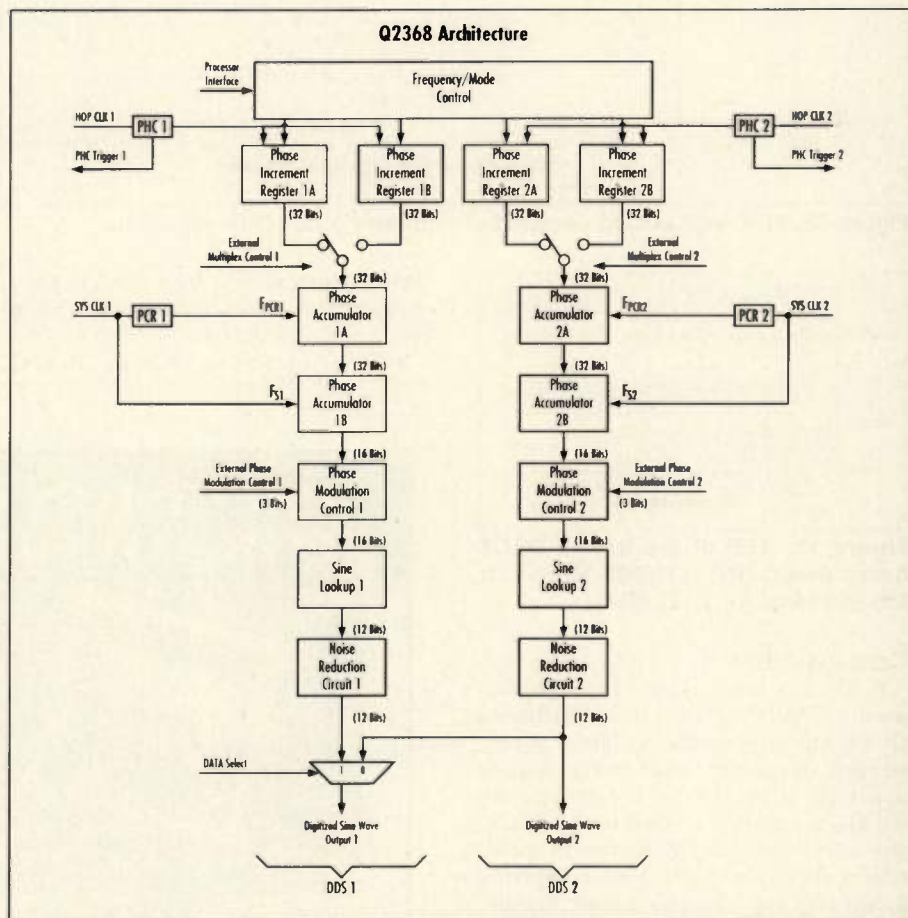 Q2368 Architecture
Processor
Interface
Frequency/Mode
Control
HOP CLK 1
PHC 1
PHC 2
HOP CLK 2
PHC Trigger 1
PHC Trigger 2
Phase
Increment
Register 1A
Phase
Increment
Register 1B
Phase
Increment
Register 2A
Phase
Increment
Register 2B
(32 Bits)
(32 Bits)
(32 Bits)
(32 Bits)
External
Multiplex Control 1
External
Multiplex Control 2
(32 Bits)
(32 Bits)
SYS CLK 1
PCR 1
FPCR1
Phase
Accumulator
1A
Phase
Accumulator
2A
FPCR2
PCR 2
SYS CLK 2
(32 Bits)
(32 Bits)
FS1
Phase
Accumulator
1B
Phase
Accumulator
2B
FS2
(16 Bits)
(16 Bits)
External Phase
Modulation Control 1
(3 Bits)
Phase
Modulation
Control 1
Phase
Modulation
Control 2
External Phase
Modulation Control 2
(3 Bits)
(16 Bits)
(16 Bits)
Sine
Lookup 1
Sine
Lookup 2
(12 Bits)
(12 Bits)
Noise
Reduction
Circuit 1
Noise
Reduction
Circuit 2
(12 Bits)
(12 Bits)
DATA Select
1 0
Digitized Sine Wave
Output 1
Digitized Sine Wave
Output 2
DDS 1
DDS 2